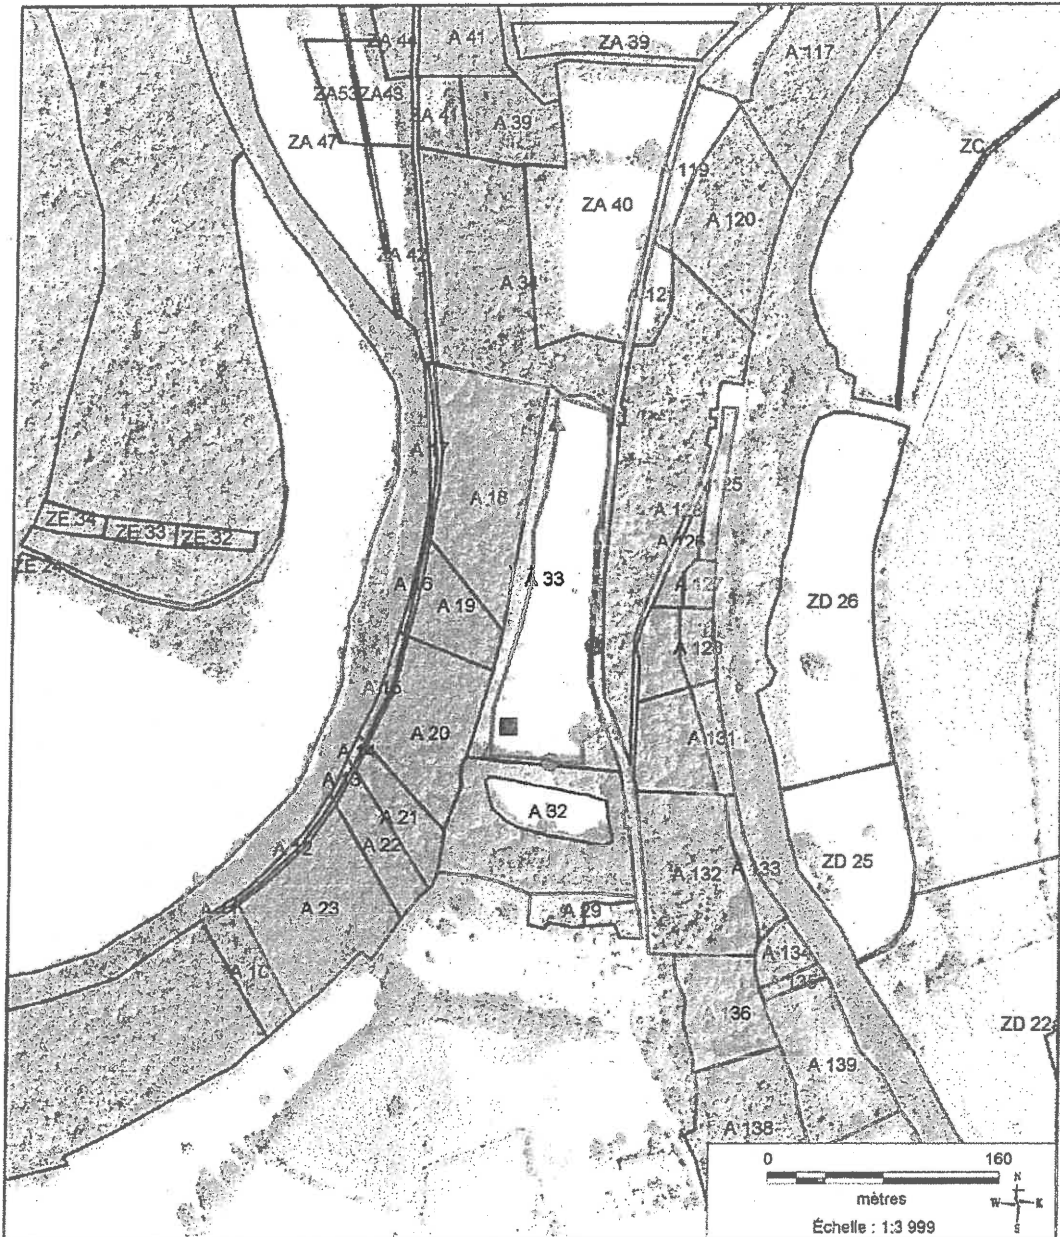 ZA 44
A 41
ZA 39
A 117
ZA53
ZA43
ZA 41
A 39
ZA 47
ZC
119
ZA 40
A 120
ZA 42
A 34
A 12
A 18
125
A 126
ZE 34
ZE 33
ZE 32
A 33
A 16
A 19
A 127
ZD 26
A 128
A 15
A 20
A 131
A 14
A 13
A 21
A 32
A 22
A 12
ZD 25
A 132
A 133
A 23
A 29
A 134
A 10
135
136
ZD 22
A 139
A 138
0 160
mètres
N
W
S
Échelle : 1:3 999